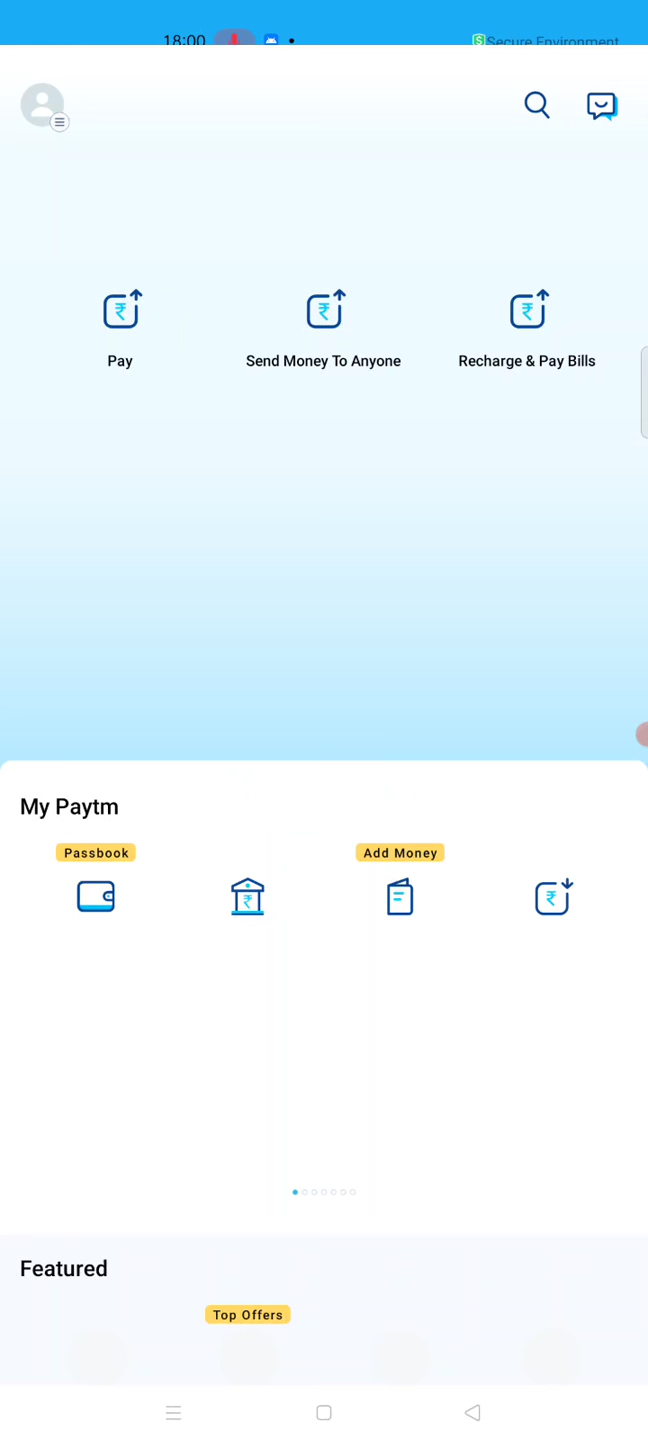 18:00 Secure Environment
Pay
Send Money To Anyone
Recharge & Pay Bills
My Paytm
Passbook
Add Money
Featured
Top Offers